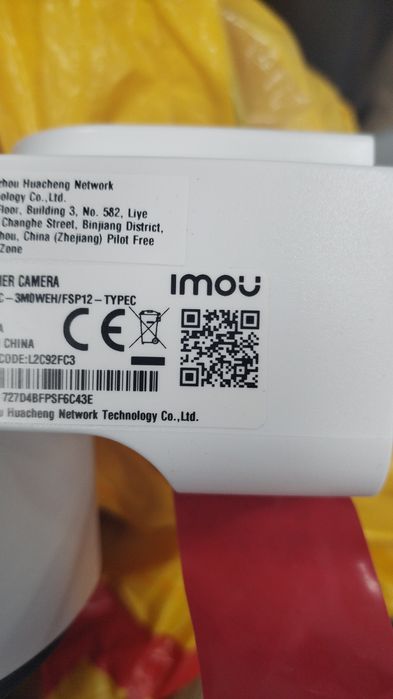 zhou Huacheng Network
ology Co.,Ltd.
Floor, Building 3, No. 582, Liye
Changhe Street, Binjiang District,
hou, China (Zhejiang) Pilot Free
Zone
IMOU
ER CAMERA
C-3M0WEH/FSP12-TYPEC
A
CHINA
CE
CODE:L2C92FC3
727D4BFPSF6C43E
u Huacheng Network Technology Co.,Ltd.